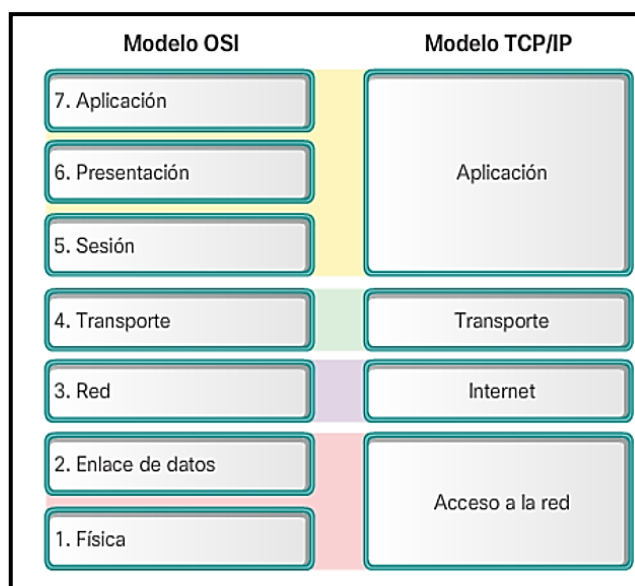 Modelo OSI
Modelo TCP/IP
7. Aplicación
6. Presentación
5. Sesión
Aplicación
4. Transporte
Transporte
3. Red
Internet
2. Enlace de datos
1. Física
Acceso a la red